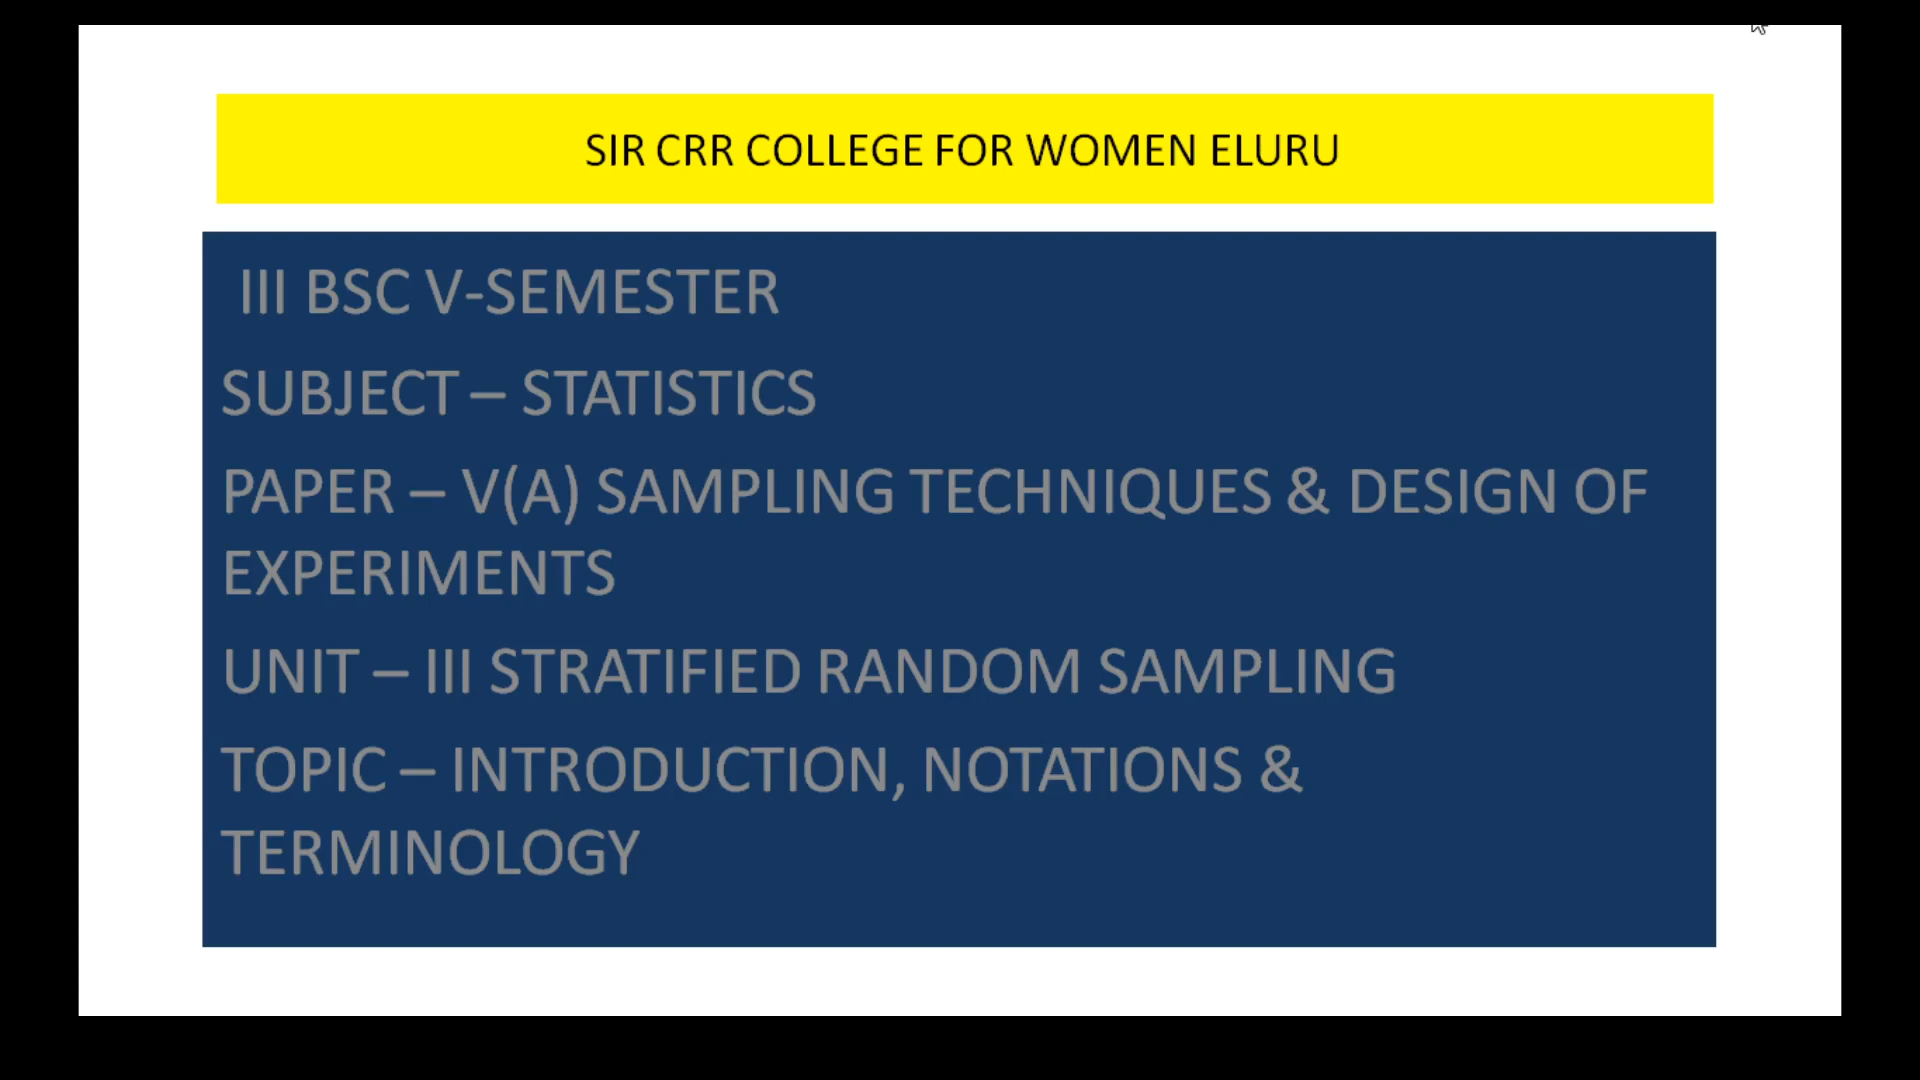 SIR CRR COLLEGE FOR WOMEN ELURU
III BSC V-SEMESTER
SUBJECT – STATISTICS
PAPER – V(A) SAMPLING TECHNIQUES & DESIGN OF
EXPERIMENTS
UNIT – III STRATIFIED RANDOM SAMPLING
TOPIC – INTRODUCTION, NOTATIONS &
TERMINOLOGY